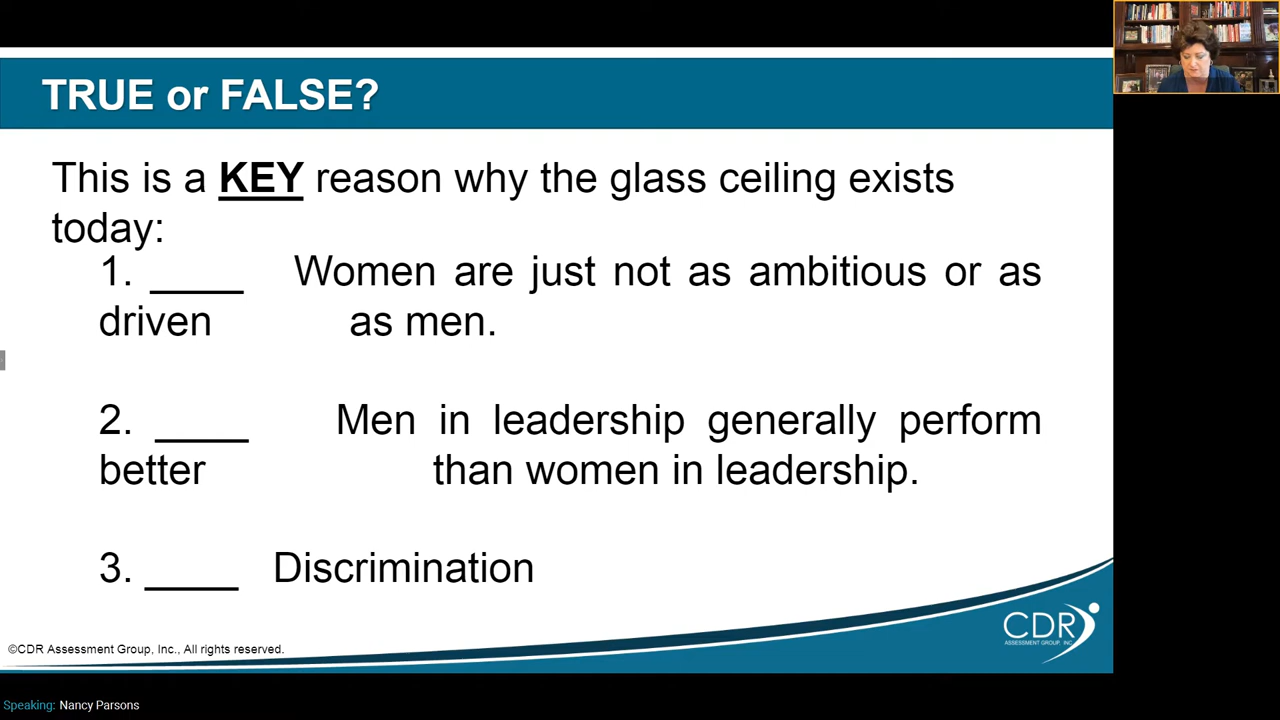 TRUE or FALSE?
This is a KEY reason why the glass ceiling exists
today:
1. ____ Women are just not as ambitious or as
driven as men.
2. ____ Men in leadership generally perform
better than women in leadership.
3. ____ Discrimination
©CDR Assessment Group, Inc., All rights reserved.
CDR
ASSESSMENT GROUP, INC.
Speaking: Nancy Parsons